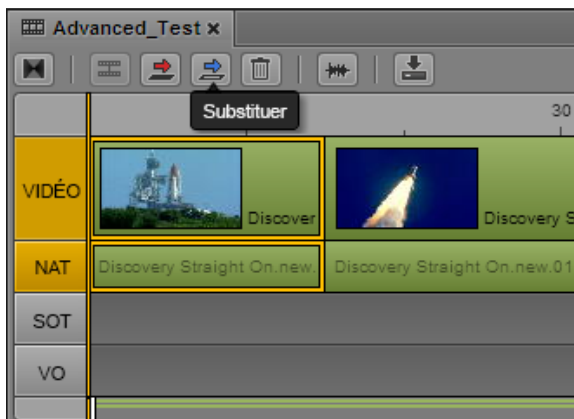 Advanced_Test x
Substituer
30
VIDÉO
Discover
Discovery S
NAT
Discovery Straight On.new.
Discovery Straight On.new.01
SOT
VO